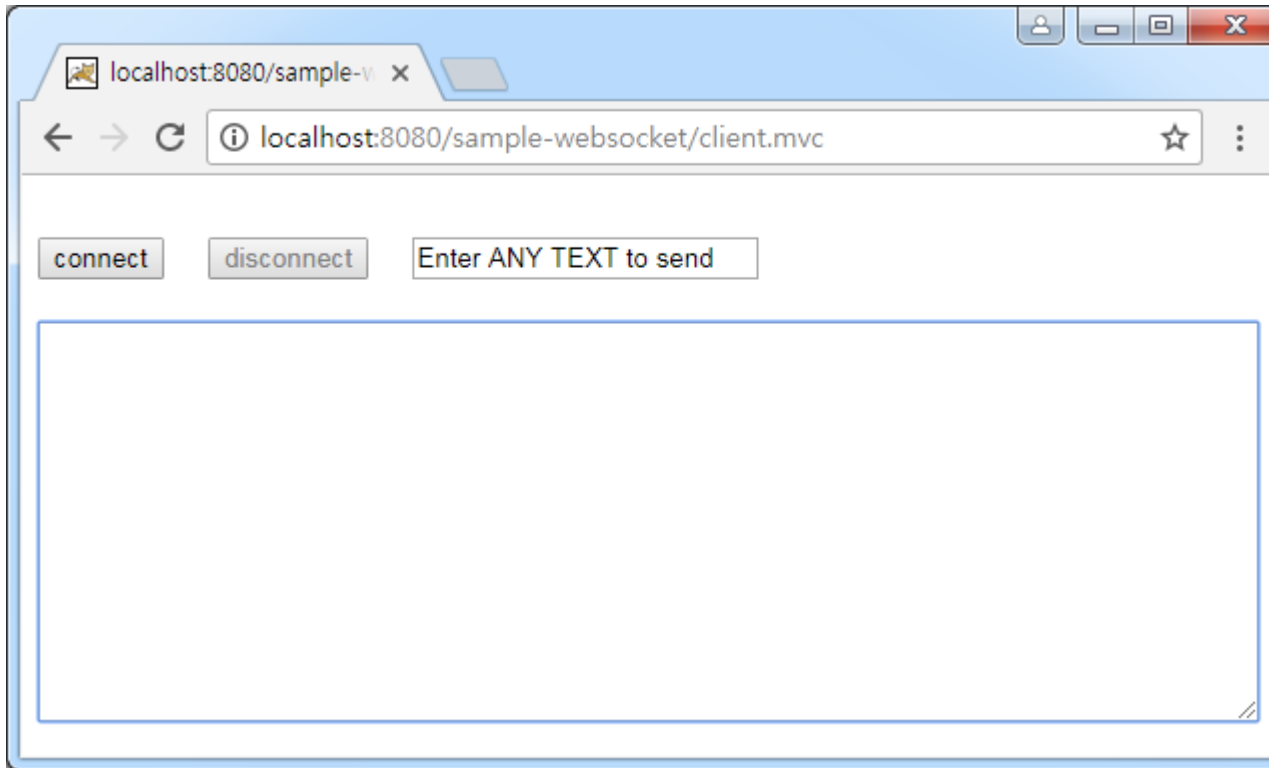 localhost:8080/sample-w
localhost:8080/sample-websocket/client.mvc
connect disconnect Enter ANY TEXT to send